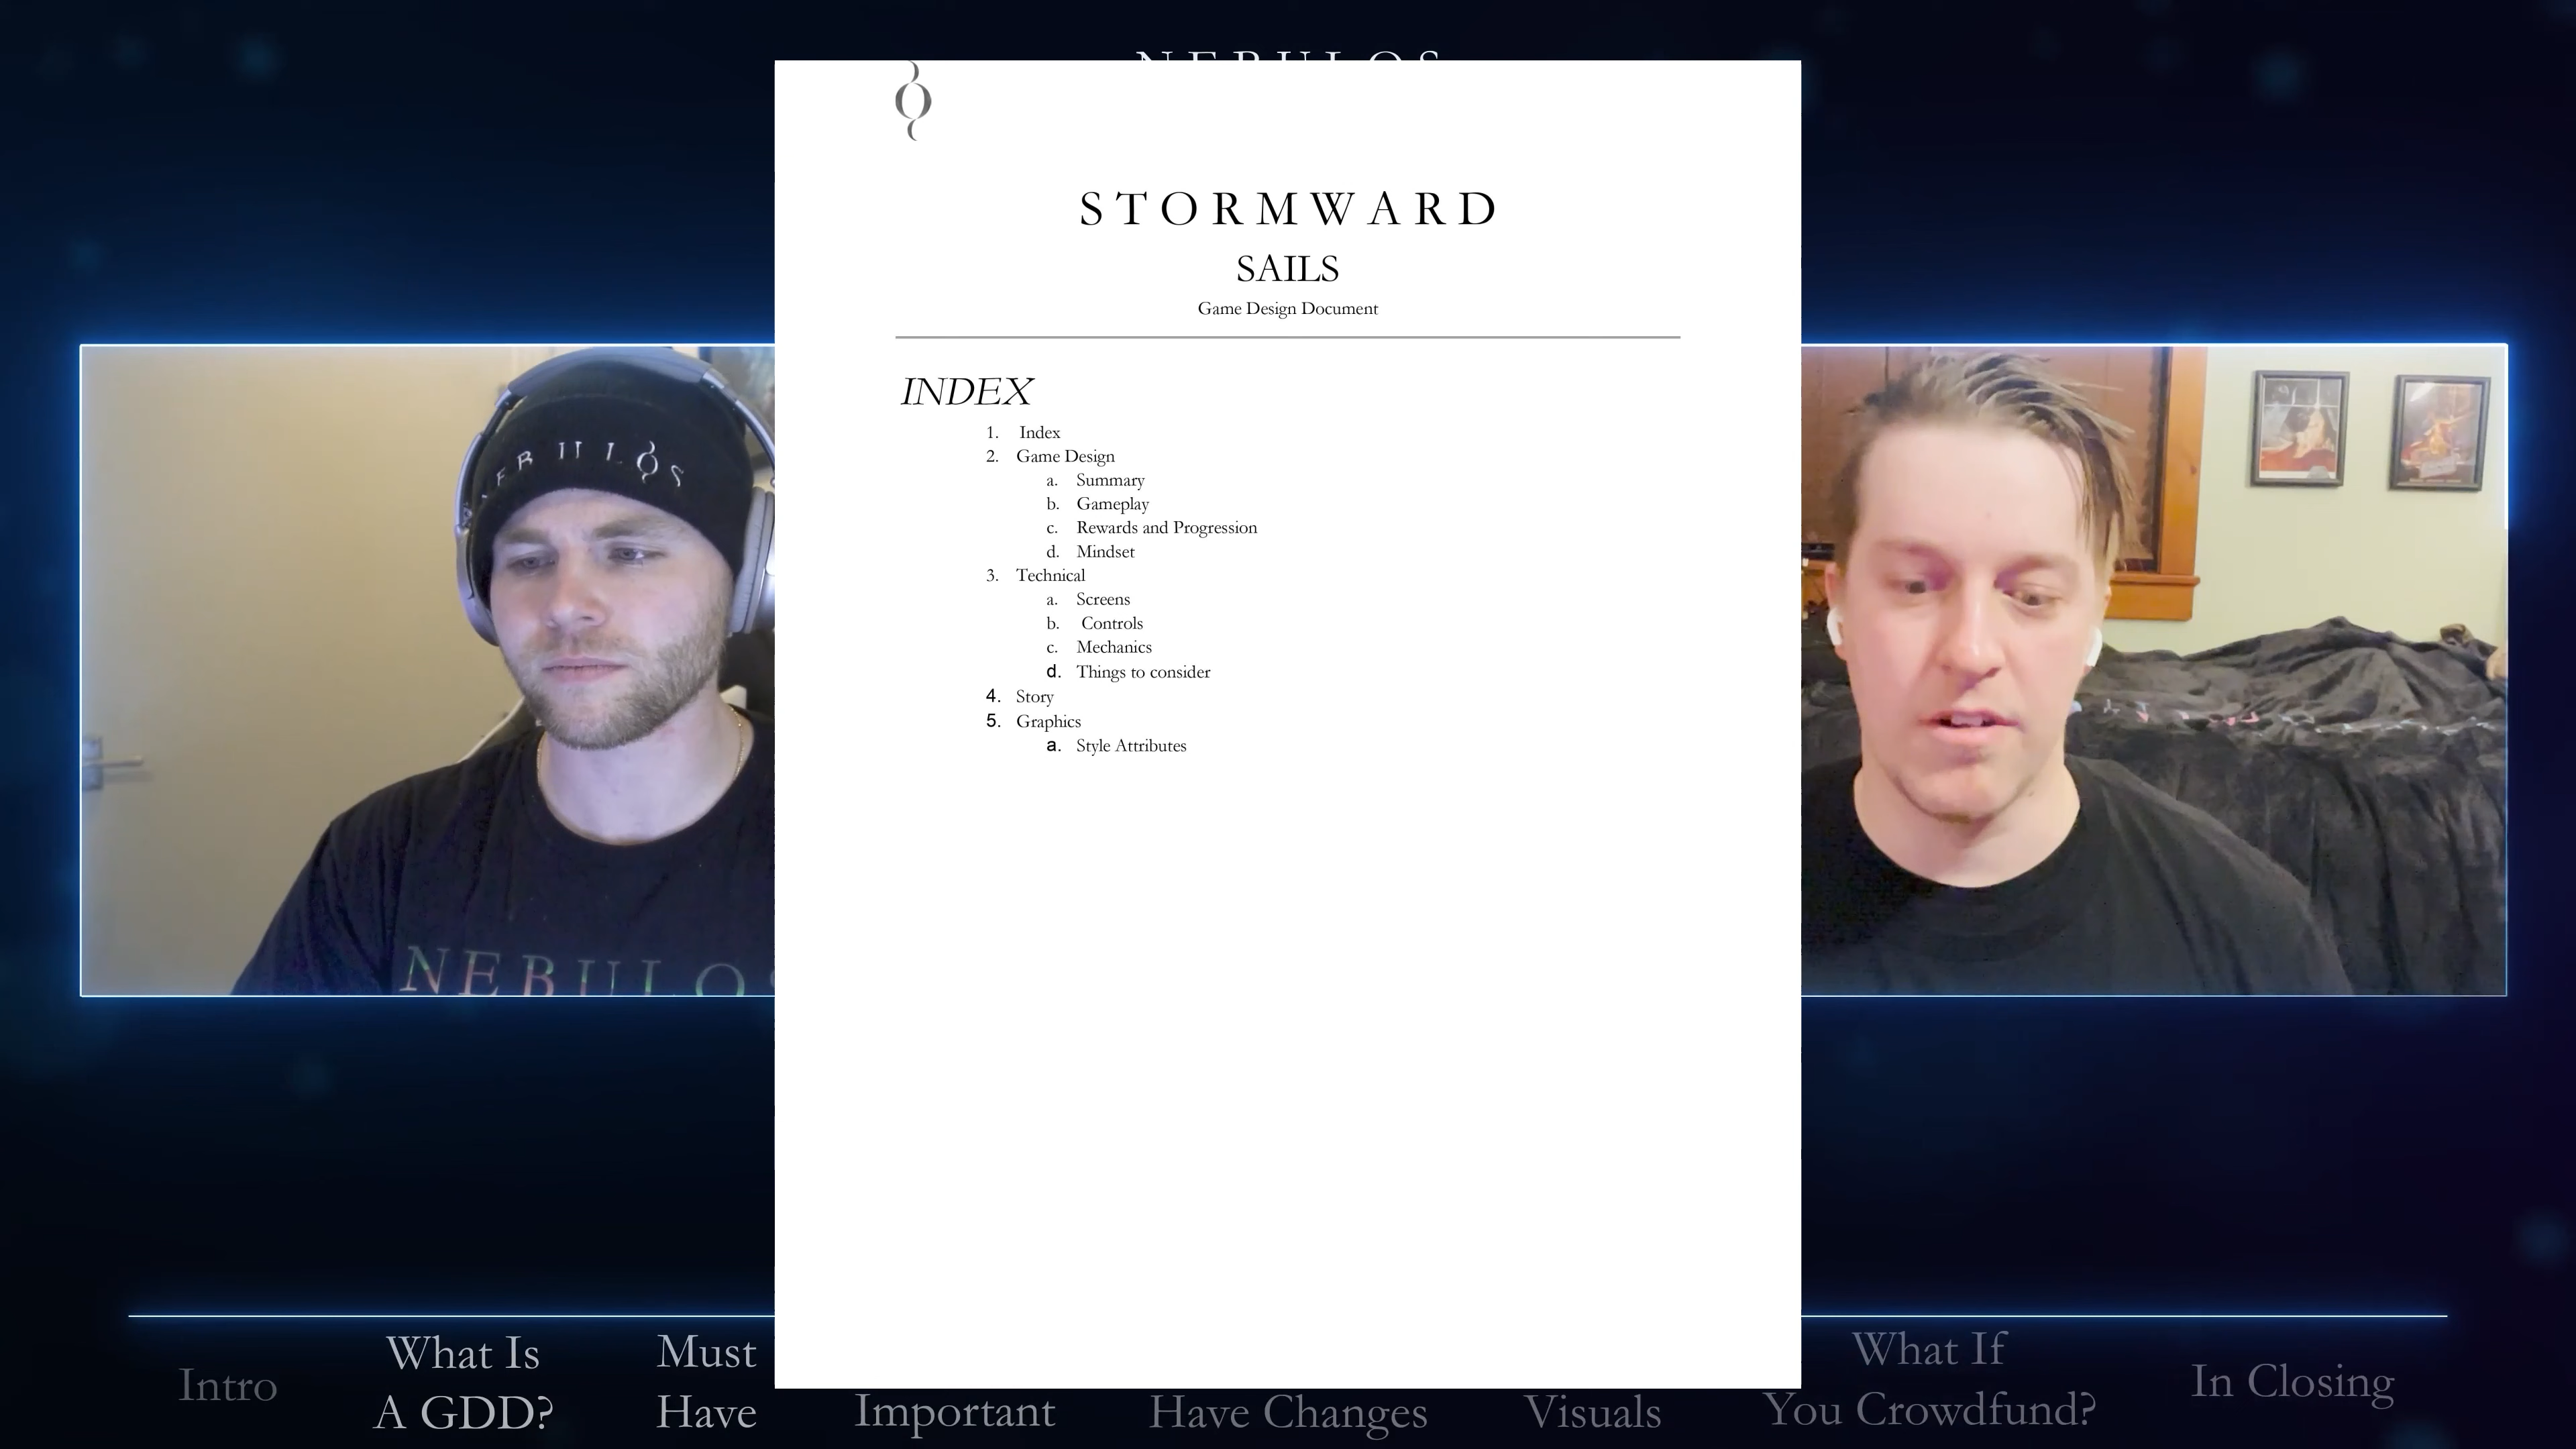 NEBULOS
STORMWARD
SAILS
Game Design Document
INDEX
1. Index
2. Game Design
a. Summary
b. Gameplay
c. Rewards and Progression
d. Mindset
3. Technical
a. Screens
b. Controls
c. Mechanics
d. Things to consider
4. Story
5. Graphics
a. Style Attributes
EBULOS
NEBULO
Intro
What Is
A GDD?
Must
Have
Important
Have Changes
Visuals
What If
You Crowdfund?
In Closing